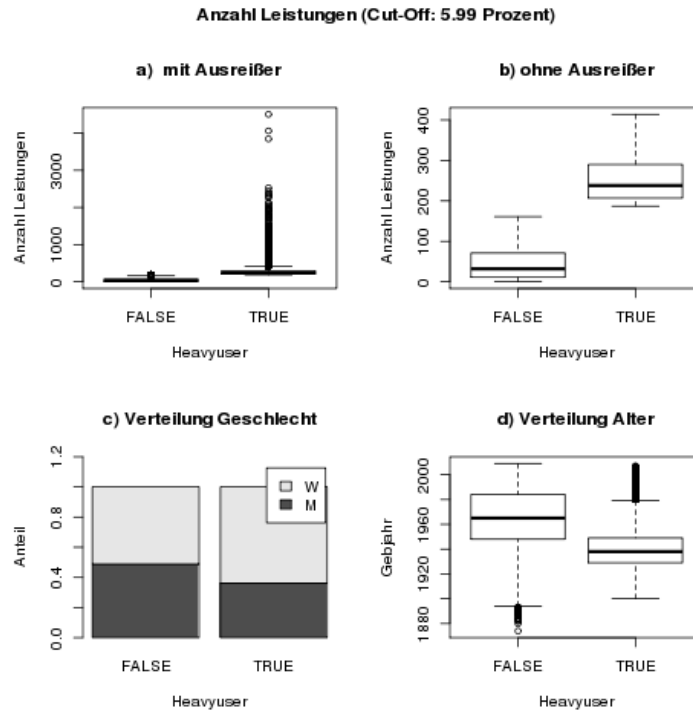 Anzahl Leistungen (Cut-Off: 5.99 Prozent)
a) mit Ausreißer
Anzahl Leistungen
0
1000
3000
FALSE
TRUE
Heavyuser
b) ohne Ausreißer
Anzahl Leistungen
0
100
200
300
400
FALSE
TRUE
Heavyuser
c) Verteilung Geschlecht
Anteil
0.0
0.4
0.8
1.2
W
M
FALSE
TRUE
Heavyuser
d) Verteilung Alter
Gebjahr
1880
1920
1960
2000
FALSE
TRUE
Heavyuser